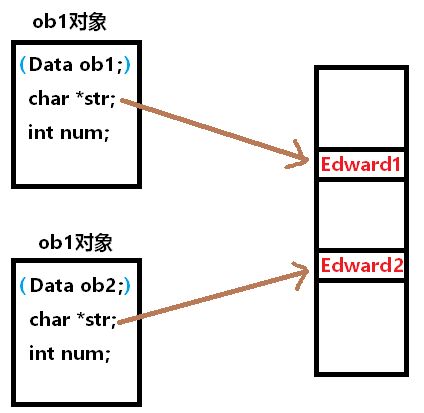 ob1对象
(Data ob1;)
char *str;
int num;
Edward1
ob1对象
(Data ob2;)
char *str;
int num;
Edward2